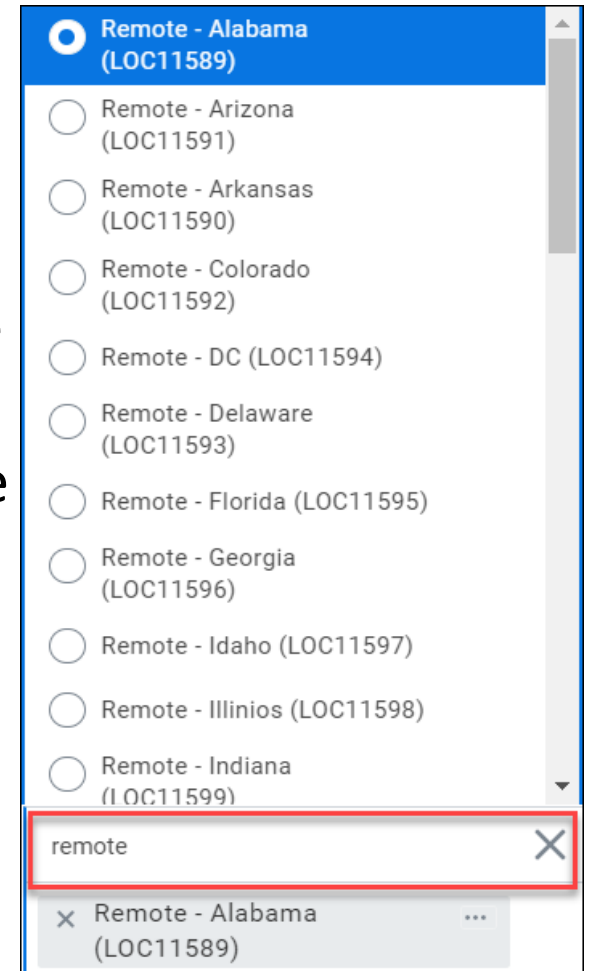 Remote - Alabama
(LOC11589)
Remote - Arizona
(LOC11591)
Remote - Arkansas
(LOC11590)
Remote - Colorado
(LOC11592)
Remote - DC (LOC11594)
Remote - Delaware
(LOC11593)
e
Remote - Florida (LOC11595)
Remote - Georgia
(LOC11596)
Remote - Idaho (LOC11597)
Remote - Illinios (LOC11598)
Remote - Indiana
(LOC11599)
remote
Remote - Alabama
(LOC11589)